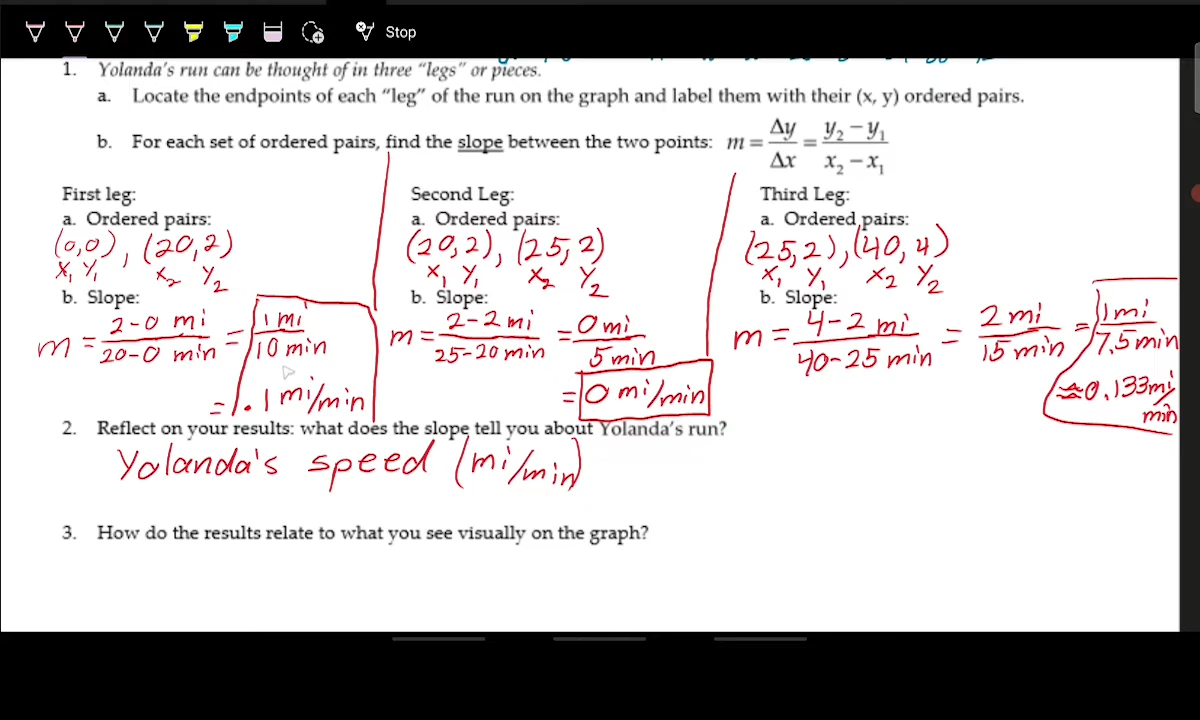 Stop
1. Yolanda's run can be thought of in three "legs" or pieces.
a. Locate the endpoints of each "leg" of the run on the graph and label them with their (x, y) ordered pairs.
b. For each set of ordered pairs, find the slope between the two points: m = Δy/Δx = (y₂ − y₁)/(x₂ − x₁)
First leg:
a. Ordered pairs:
(0,0), (20,2)
X₁ Y₁ X₂ Y₂
b. Slope:
m = (2-0 mi)/(20-0 min) = 1 mi/10 min
= .1 mi/min
Second Leg:
a. Ordered pairs:
(20,2), (25,2)
X₁ Y₁ X₂ Y₂
b. Slope:
m = (2-2 mi)/(25-20 min) = 0 mi/5 min
= 0 mi/min
Third Leg:
a. Ordered pairs:
(25,2), (40,4)
X₁ Y₁ X₂ Y₂
b. Slope:
m = (4-2 mi)/(40-25 min) = 2 mi/15 min = 1 mi/7.5 min
≈ 0.133 mi/min
2. Reflect on your results: what does the slope tell you about Yolanda's run?
Yolanda's speed (mi/min)
3. How do the results relate to what you see visually on the graph?